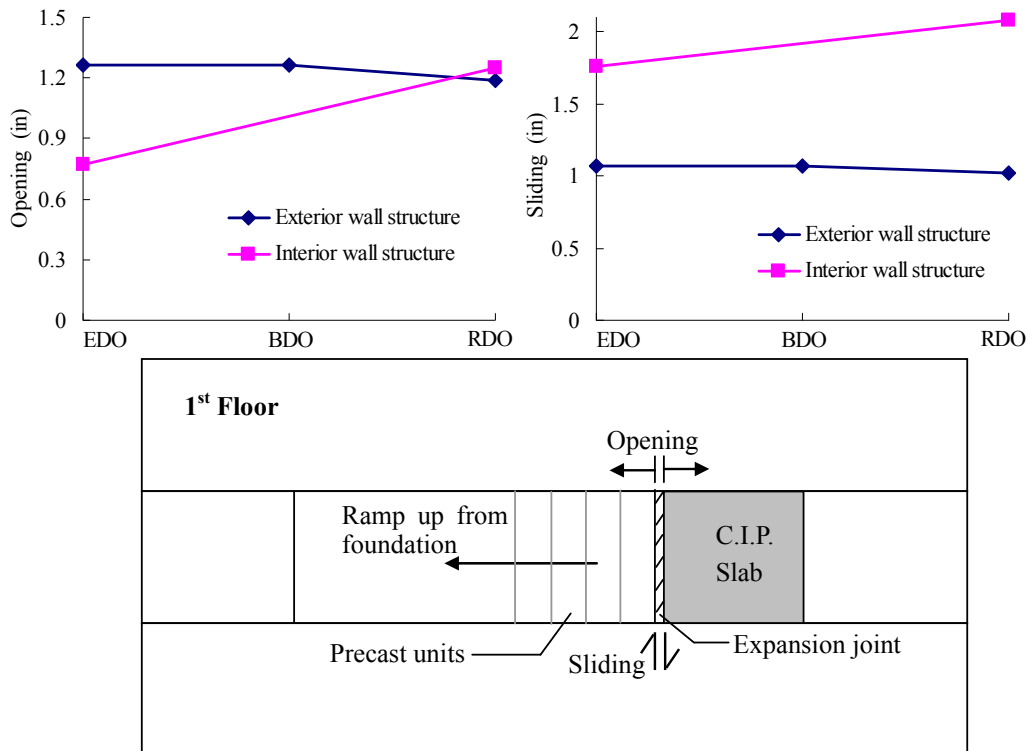 1.5
1.2
0.9
0.6
0.3
0
Opening (in)
Exterior wall structure
Interior wall structure
EDO BDO RDO
2
1.5
1
0.5
0
Sliding (in)
Exterior wall structure
Interior wall structure
EDO BDO RDO
1st Floor
Opening
Ramp up from
foundation
C.I.P.
Slab
Precast units
Sliding
Expansion joint